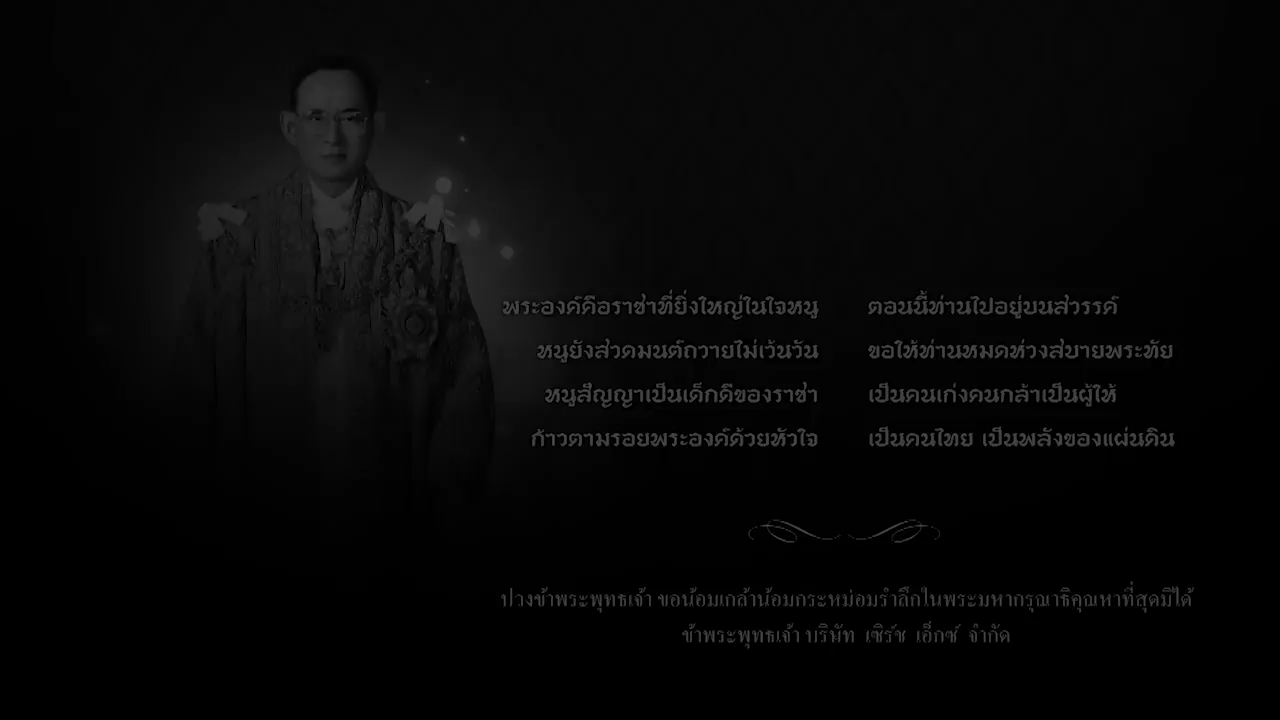 พระองค์คือราชาที่ยิ่งใหญ่ในใจหนู ตอนนี้ท่านไปอยู่บนสวรรค์
หนูยังสวดมนต์ถวายไม่เว้นวัน ขอให้ท่านหมดห่วงสบายพระทัย
หนูสัญญาเป็นเด็กดีของราชา เป็นคนเก่งคนกล้าเป็นผู้ให้
ก้าวตามรอยพระองค์ด้วยหัวใจ เป็นคนไทย เป็นพลังของแผ่นดิน
ปวงข้าพระพุทธเจ้า ขอน้อมเกล้าน้อมกระหม่อมรำลึกในพระมหากรุณาธิคุณหาที่สุดมิได้
ข้าพระพุทธเจ้า บริษัท เซิร์ช เอ็กซ์ จำกัด